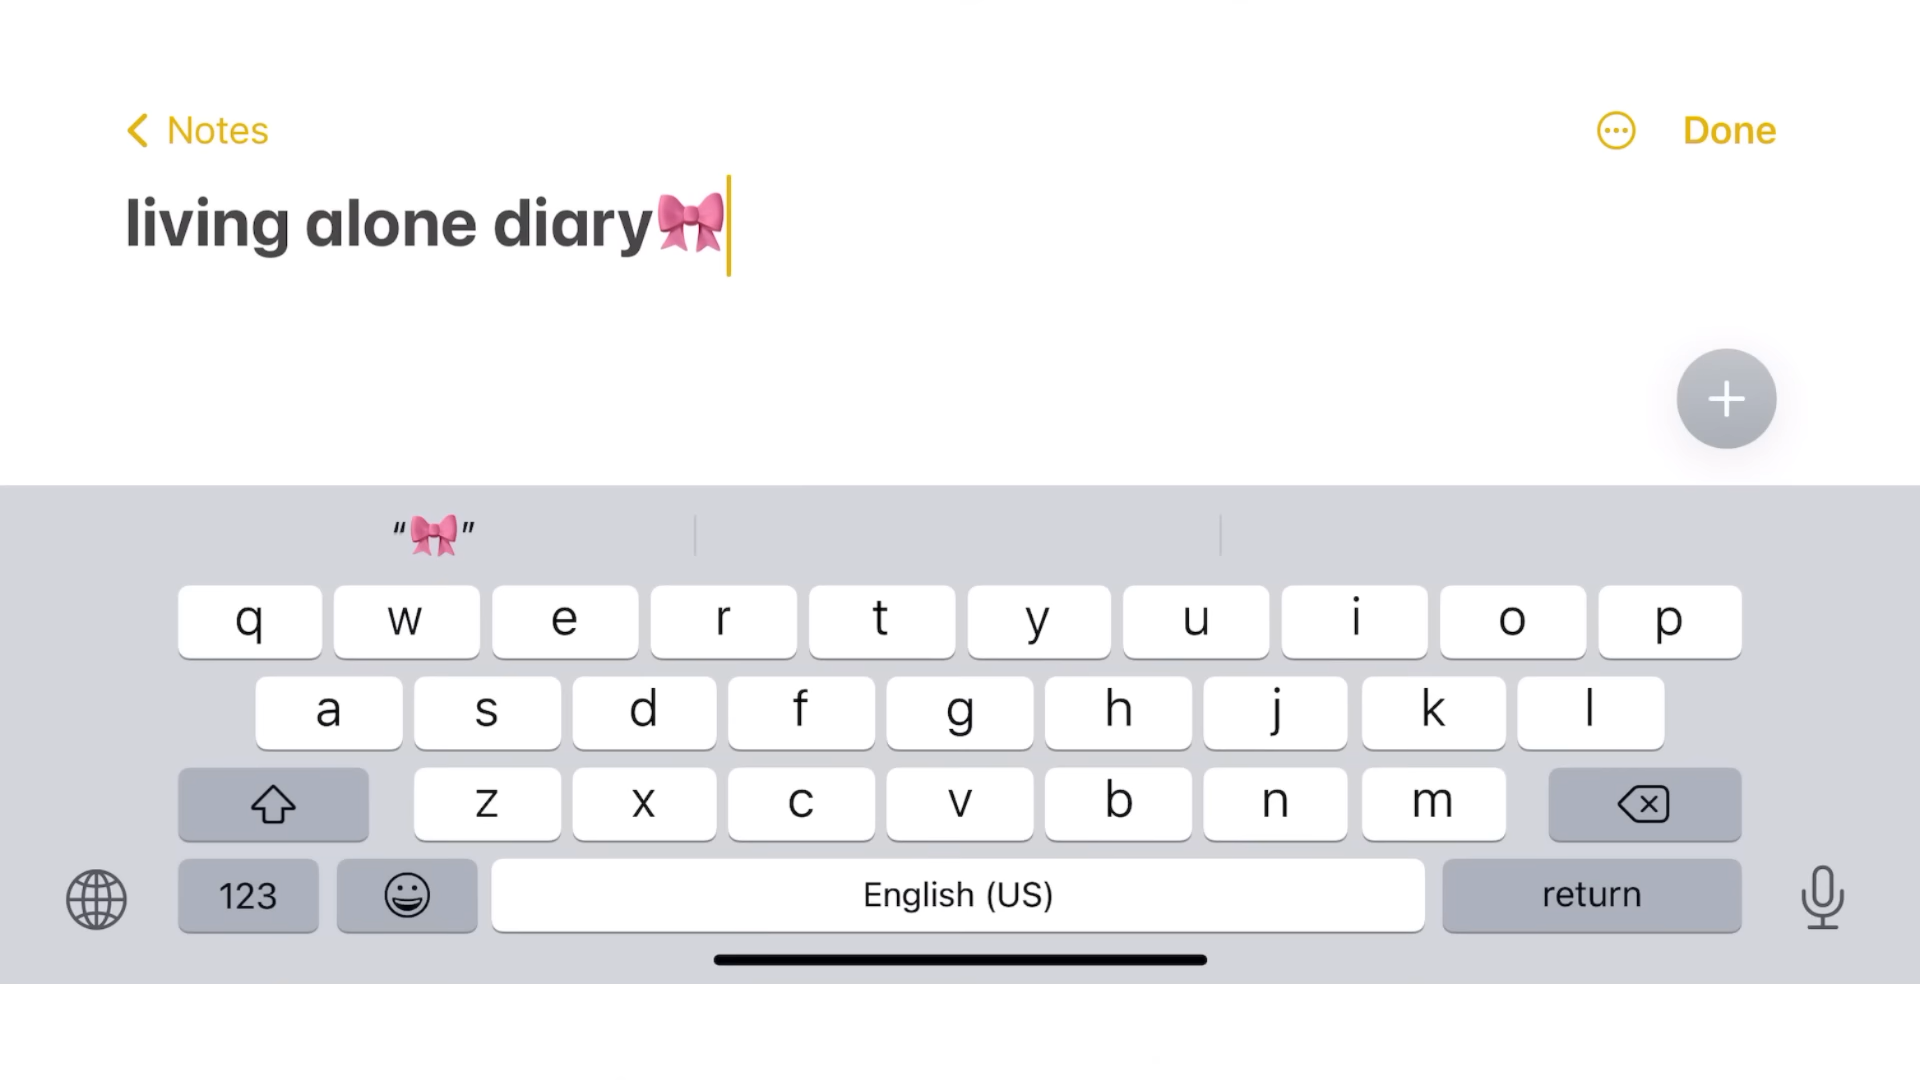 Notes
Done
living alone diary🎀
“🎀”
q w e r t y u i o p
a s d f g h j k l
z x c v b n m
123
English (US)
return